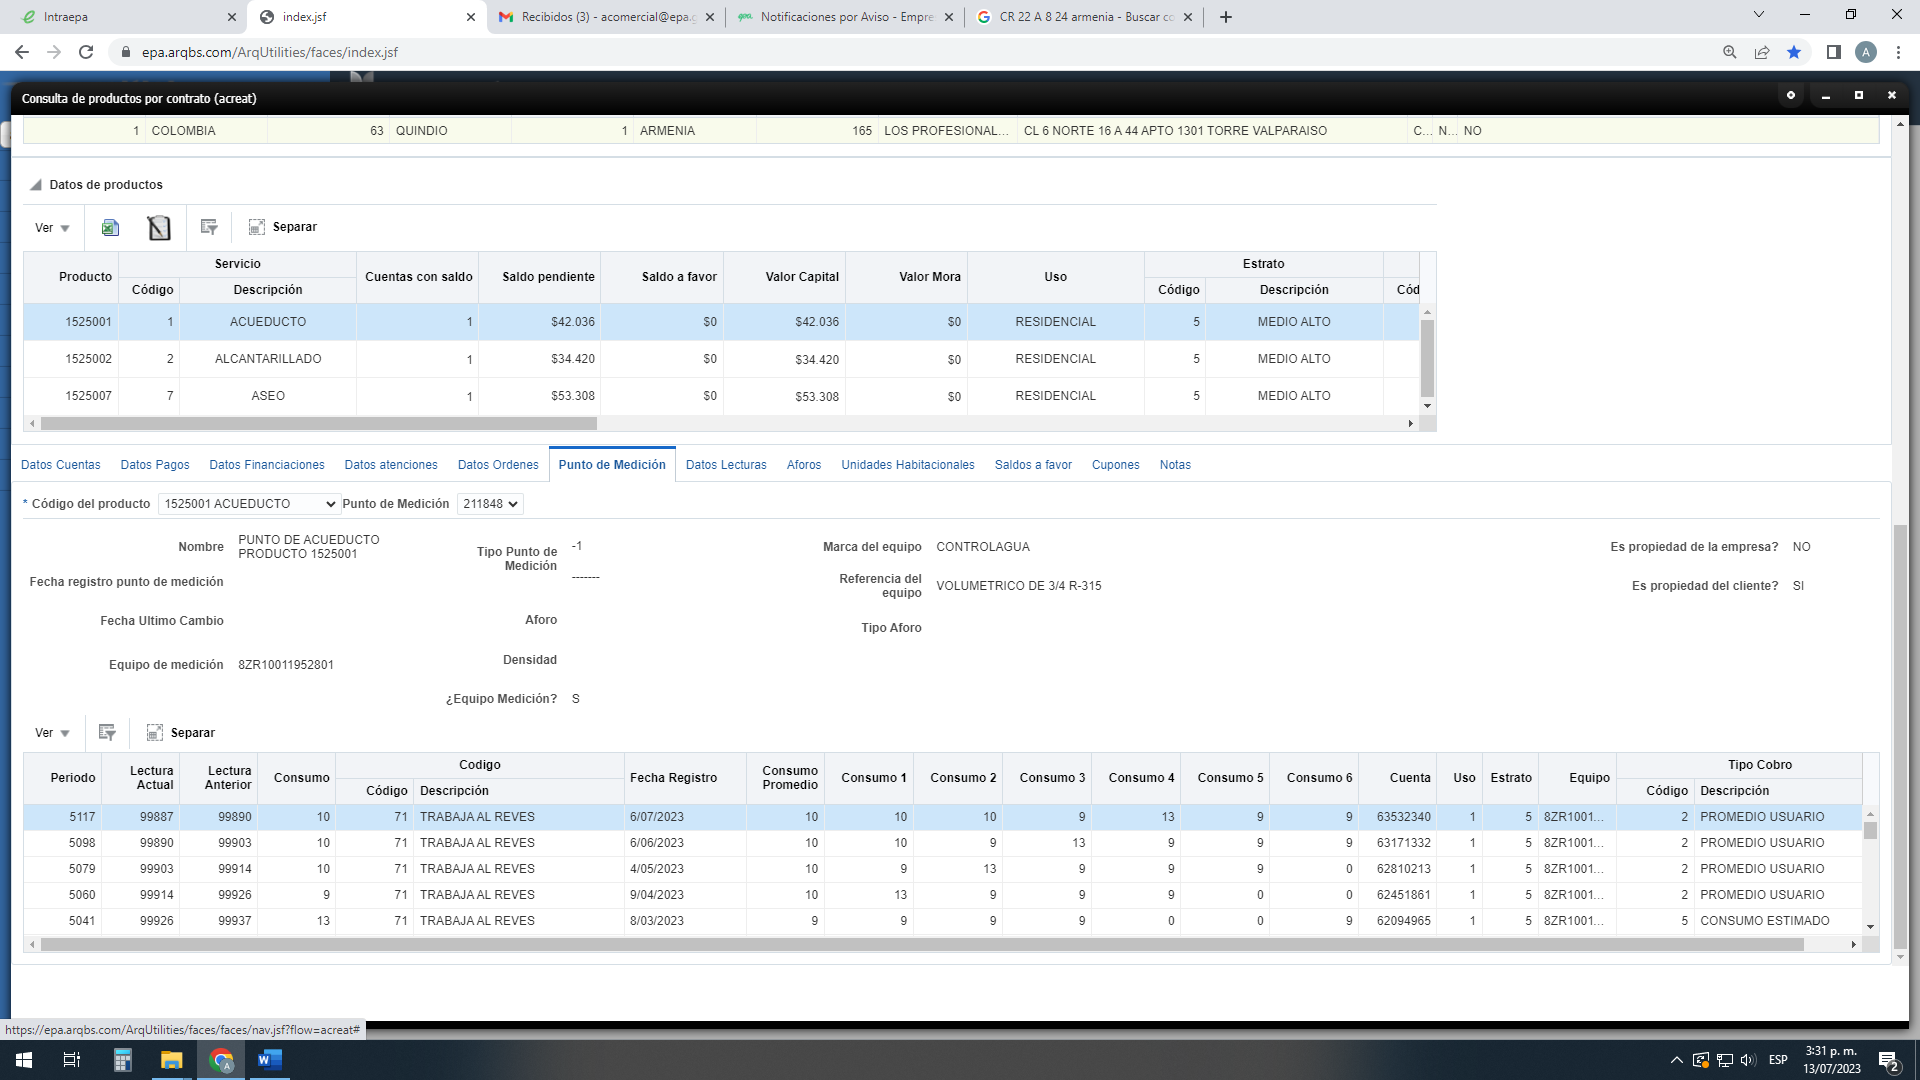 Intraepa
index.jsf
Recibidos (3) - acomercial@epa.g
Notificaciones por Aviso - Empre
CR 22 A 8 24 armenia - Buscar co
epa.arqbs.com/ArqUtilities/faces/index.jsf
A
Consulta de productos por contrato (acreat)
1 COLOMBIA 63 QUINDIO 1 ARMENIA 165 LOS PROFESIONAL... CL 6 NORTE 16 A 44 APTO 1301 TORRE VALPARAISO C... N... NO
Datos de productos
Ver Separar
Servicio Estrato
Producto Cuentas con saldo Saldo pendiente Saldo a favor Valor Capital Valor Mora Uso
Código Descripción Código Descripción Cód
1525001 1 ACUEDUCTO 1 $42.036 $0 $42.036 $0 RESIDENCIAL 5 MEDIO ALTO
1525002 2 ALCANTARILLADO 1 $34.420 $0 $34.420 $0 RESIDENCIAL 5 MEDIO ALTO
1525007 7 ASEO 1 $53.308 $0 $53.308 $0 RESIDENCIAL 5 MEDIO ALTO
Datos Cuentas Datos Pagos Datos Financiaciones Datos atenciones Datos Ordenes Punto de Medición Datos Lecturas Aforos Unidades Habitacionales Saldos a favor Cupones Notas
* Código del producto 1525001 ACUEDUCTO Punto de Medición 211848
Nombre PUNTO DE ACUEDUCTO
PRODUCTO 1525001
Fecha registro punto de medición
Fecha Ultimo Cambio
Equipo de medición 8ZR10011952801
Tipo Punto de
Medición
-1
-------
Aforo
Densidad
¿Equipo Medición? S
Marca del equipo CONTROLAGUA
Referencia del
equipo
VOLUMETRICO DE 3/4 R-315
Tipo Aforo
Es propiedad de la empresa? NO
Es propiedad del cliente? SI
Ver Separar
Codigo Tipo Cobro
Periodo Lectura Actual Lectura Anterior Consumo Fecha Registro Consumo Promedio Consumo 1 Consumo 2 Consumo 3 Consumo 4 Consumo 5 Consumo 6 Cuenta Uso Estrato Equipo
Código Descripción Código Descripción
5117 99887 99890 10 71 TRABAJA AL REVES 6/07/2023 10 10 10 9 13 9 9 63532340 1 5 8ZR1001... 2 PROMEDIO USUARIO
5098 99890 99903 10 71 TRABAJA AL REVES 6/06/2023 10 10 9 13 9 9 9 63171332 1 5 8ZR1001... 2 PROMEDIO USUARIO
5079 99903 99914 10 71 TRABAJA AL REVES 4/05/2023 10 9 13 9 9 9 0 62810213 1 5 8ZR1001... 2 PROMEDIO USUARIO
5060 99914 99926 9 71 TRABAJA AL REVES 9/04/2023 10 13 9 9 9 0 0 62451861 1 5 8ZR1001... 2 PROMEDIO USUARIO
5041 99926 99937 13 71 TRABAJA AL REVES 8/03/2023 9 9 9 9 0 0 9 62094965 1 5 8ZR1001... 5 CONSUMO ESTIMADO
https://epa.arqbs.com/ArqUtilities/faces/faces/nav.jsf?flow=acreat#
ESP
3:31 p. m.
13/07/2023
2